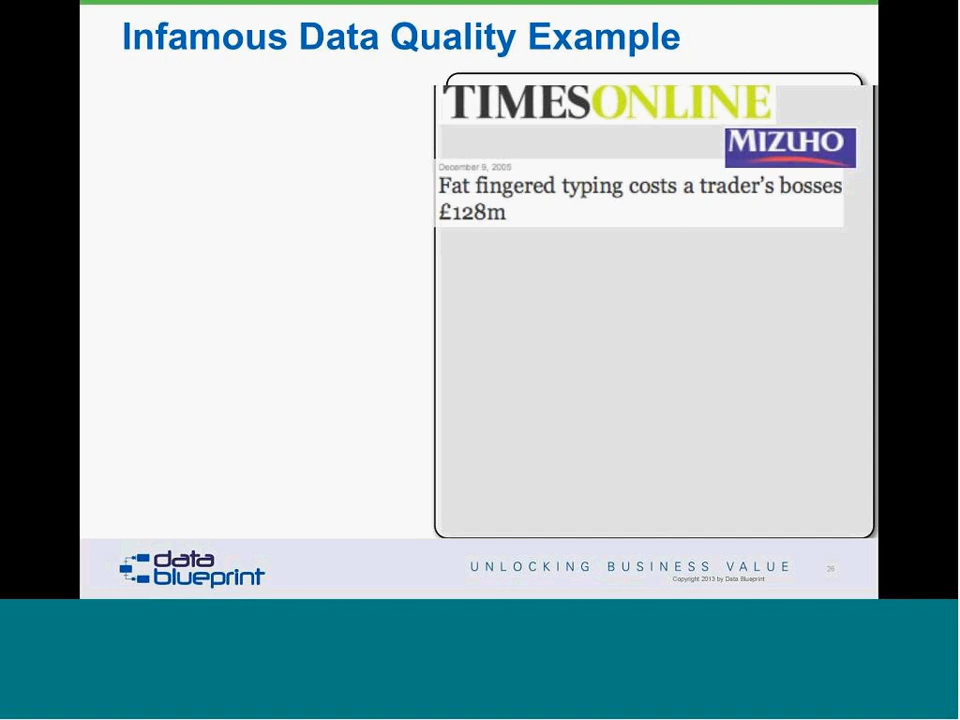 Infamous Data Quality Example
TIMESONLINE
MIZUHO
December 9, 2005
Fat fingered typing costs a trader's bosses
£128m
data
blueprint
UNLOCKING BUSINESS VALUE
Copyright 2013 by Data Blueprint
26